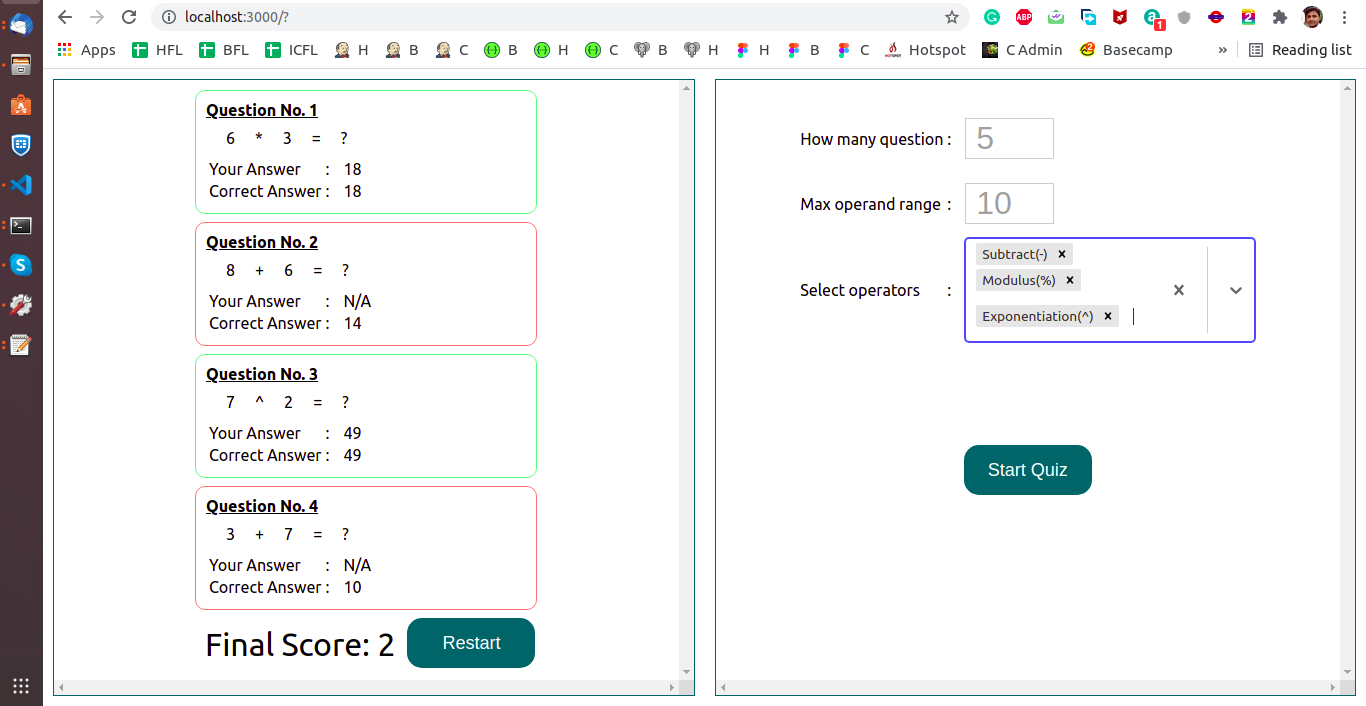 localhost:3000/?
ABP
1
2
Apps HFL BFL ICFL H B C B H C B H H B C Hotspot C Admin Basecamp » Reading list
Question No. 1
6 * 3 = ?
Your Answer : 18
Correct Answer : 18
Question No. 2
8 + 6 = ?
Your Answer : N/A
Correct Answer : 14
Question No. 3
7 ^ 2 = ?
Your Answer : 49
Correct Answer : 49
Question No. 4
3 + 7 = ?
Your Answer : N/A
Correct Answer : 10
Final Score: 2 Restart
How many question : 5
Max operand range : 10
Select operators :
Subtract(-)
Modulus(%)
Exponentiation(^)
Start Quiz